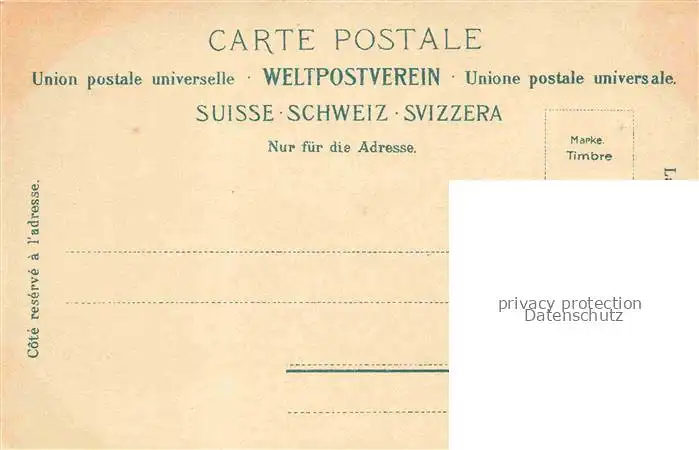 CARTE POSTALE
Union postale universelle · WELTPOSTVEREIN · Unione postale universale.
SUISSE · SCHWEIZ · SVIZZERA
Nur für die Adresse.
Marke.
Timbre
Côté resérvé à l'adresse.
privacy protection
Datenschutz